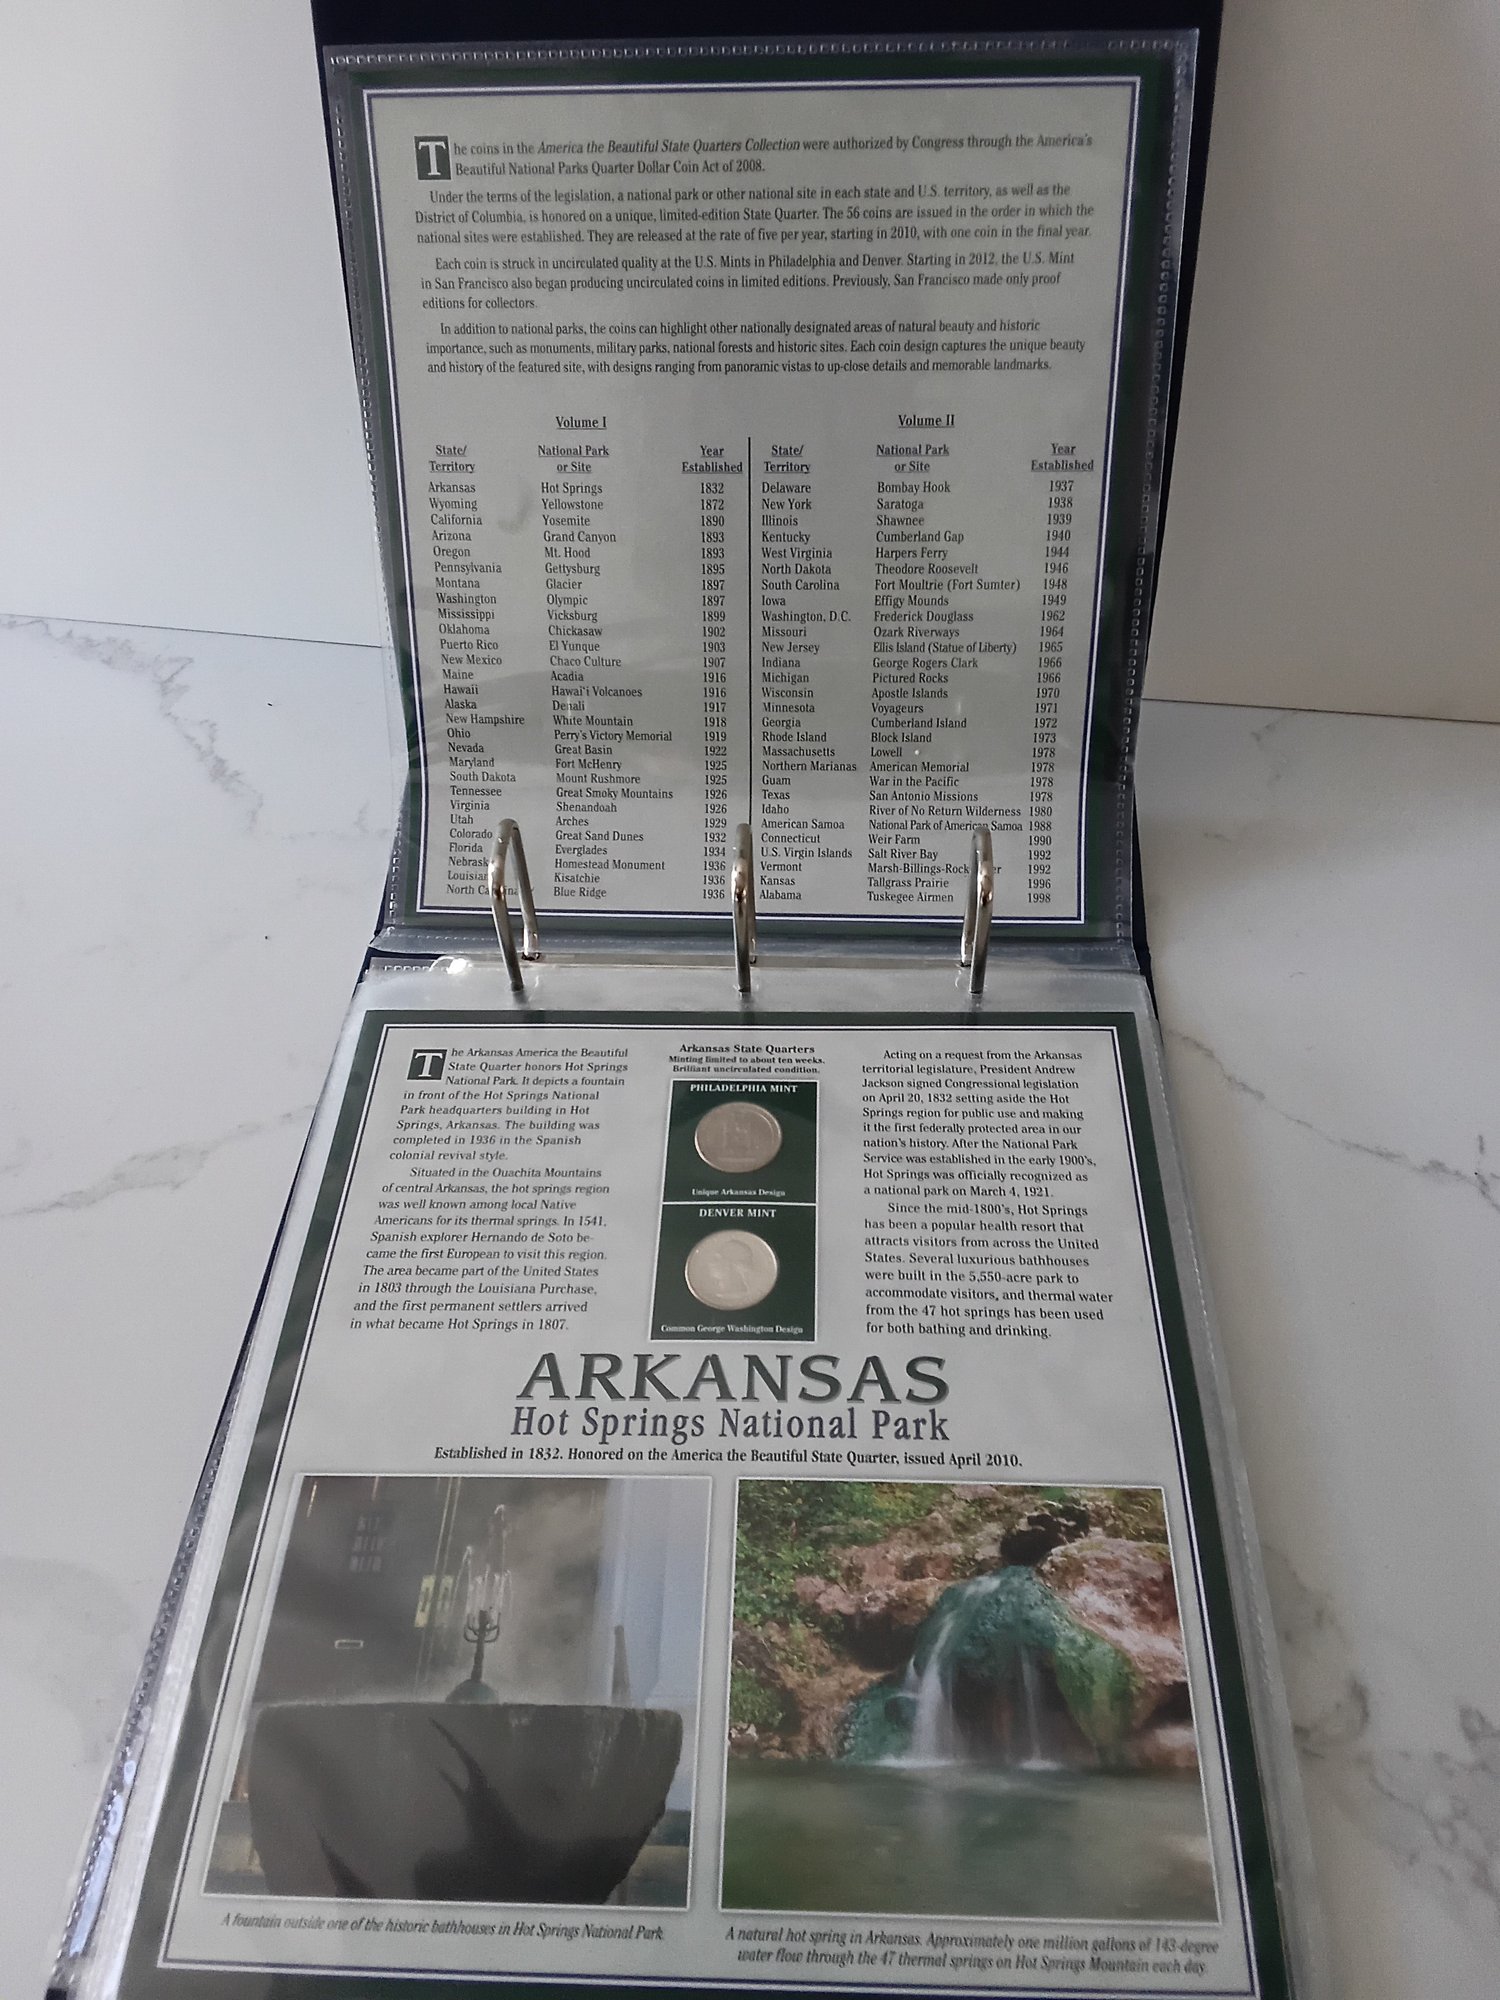 The coins in the America the Beautiful State Quarters Collection were authorized by Congress through the America's
Beautiful National Parks Quarter Dollar Coin Act of 2008.
Under the terms of the legislation, a national park or other national site in each state and U.S. territory, as well as the
District of Columbia, is honored on a unique, limited-edition State Quarter. The 56 coins are issued in the order in which the
national sites were established. They are released at the rate of five per year, starting in 2010, with one coin in the final year.
Each coin is struck in uncirculated quality at the U.S. Mints in Philadelphia and Denver. Starting in 2012, the U.S. Mint
in San Francisco also began producing uncirculated coins in limited editions. Previously, San Francisco made only proof
editions for collectors.
In addition to national parks, the coins can highlight other nationally designated areas of natural beauty and historic
importance, such as monuments, military parks, national forests and historic sites. Each coin design captures the unique beauty
and history of the featured site, with designs ranging from panoramic vistas to up-close details and memorable landmarks.
Volume I
State/ National Park Year
Territory or Site Established
Arkansas Hot Springs 1832
Wyoming Yellowstone 1872
California Yosemite 1890
Arizona Grand Canyon 1893
Oregon Mt. Hood 1893
Pennsylvania Gettysburg 1895
Montana Glacier 1897
Washington Olympic 1897
Mississippi Vicksburg 1899
Oklahoma Chickasaw 1902
Puerto Rico El Yunque 1903
New Mexico Chaco Culture 1907
Maine Acadia 1916
Hawaii Hawai'i Volcanoes 1916
Alaska Denali 1917
New Hampshire White Mountain 1918
Ohio Perry's Victory Memorial 1919
Nevada Great Basin 1922
Maryland Fort McHenry 1925
South Dakota Mount Rushmore 1925
Tennessee Great Smoky Mountains 1926
Virginia Shenandoah 1926
Utah Arches 1929
Colorado Great Sand Dunes 1932
Florida Everglades 1934
Nebrask Homestead Monument 1936
Louisian Kisatchie 1936
North Carolina Blue Ridge 1936
Volume II
State/ National Park Year
Territory or Site Established
Delaware Bombay Hook 1937
New York Saratoga 1938
Illinois Shawnee 1939
Kentucky Cumberland Gap 1940
West Virginia Harpers Ferry 1944
North Dakota Theodore Roosevelt 1946
South Carolina Fort Moultrie (Fort Sumter) 1948
Iowa Effigy Mounds 1949
Washington, D.C. Frederick Douglass 1962
Missouri Ozark Riverways 1964
New Jersey Ellis Island (Statue of Liberty) 1965
Indiana George Rogers Clark 1966
Michigan Pictured Rocks 1966
Wisconsin Apostle Islands 1970
Minnesota Voyageurs 1971
Georgia Cumberland Island 1972
Rhode Island Block Island 1973
Massachusetts Lowell 1978
Northern Marianas American Memorial 1978
Guam War in the Pacific 1978
Texas San Antonio Missions 1978
Idaho River of No Return Wilderness 1980
American Samoa National Park of American Samoa 1988
Connecticut Weir Farm 1990
U.S. Virgin Islands Salt River Bay 1992
Vermont Marsh-Billings-Rock er 1992
Kansas Tallgrass Prairie 1996
Alabama Tuskegee Airmen 1998
The Arkansas America the Beautiful
State Quarter honors Hot Springs
National Park. It depicts a fountain
in front of the Hot Springs National
Park headquarters building in Hot
Springs, Arkansas. The building was
completed in 1936 in the Spanish
colonial revival style.
Situated in the Ouachita Mountains
of central Arkansas, the hot springs region
was well known among local Native
Americans for its thermal springs. In 1541,
Spanish explorer Hernando de Soto be-
came the first European to visit this region.
The area became part of the United States
in 1803 through the Louisiana Purchase,
and the first permanent settlers arrived
in what became Hot Springs in 1807.
Arkansas State Quarters
Minting limited to about ten weeks.
Brilliant uncirculated condition.
PHILADELPHIA MINT
Unique Arkansas Design
DENVER MINT
Common George Washington Design
Acting on a request from the Arkansas
territorial legislature, President Andrew
Jackson signed Congressional legislation
on April 20, 1832 setting aside the Hot
Springs region for public use and making
it the first federally protected area in our
nation's history. After the National Park
Service was established in the early 1900's,
Hot Springs was officially recognized as
a national park on March 4, 1921.
Since the mid-1800's, Hot Springs
has been a popular health resort that
attracts visitors from across the United
States. Several luxurious bathhouses
were built in the 5,550-acre park to
accommodate visitors, and thermal water
from the 47 hot springs has been used
for both bathing and drinking.
ARKANSAS
Hot Springs National Park
Established in 1832. Honored on the America the Beautiful State Quarter, issued April 2010.
A fountain outside one of the historic bathhouses in Hot Springs National Park.
A natural hot spring in Arkansas. Approximately one million gallons of 143-degree
water flow through the 47 thermal springs on Hot Springs Mountain each day.